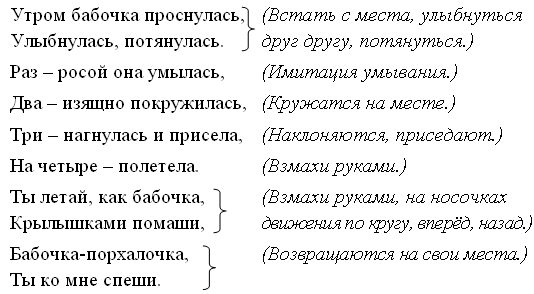 Утром бабочка проснулась, (Встать с места, улыбнуться
Улыбнулась, потянулась. друг другу, потянуться.)
Раз – росой она умылась, (Имитация умывания.)
Два – изящно покружилась, (Кружатся на месте.)
Три – нагнулась и присела, (Наклоняются, приседают.)
На четыре – полетела. (Взмахи руками.)
Ты летай, как бабочка, (Взмахи руками, на носочках
Крылышками помаши, движения по кругу, вперёд, назад.)
Бабочка-порхалочка, (Возвращаются на свои места.)
Ты ко мне спеши.